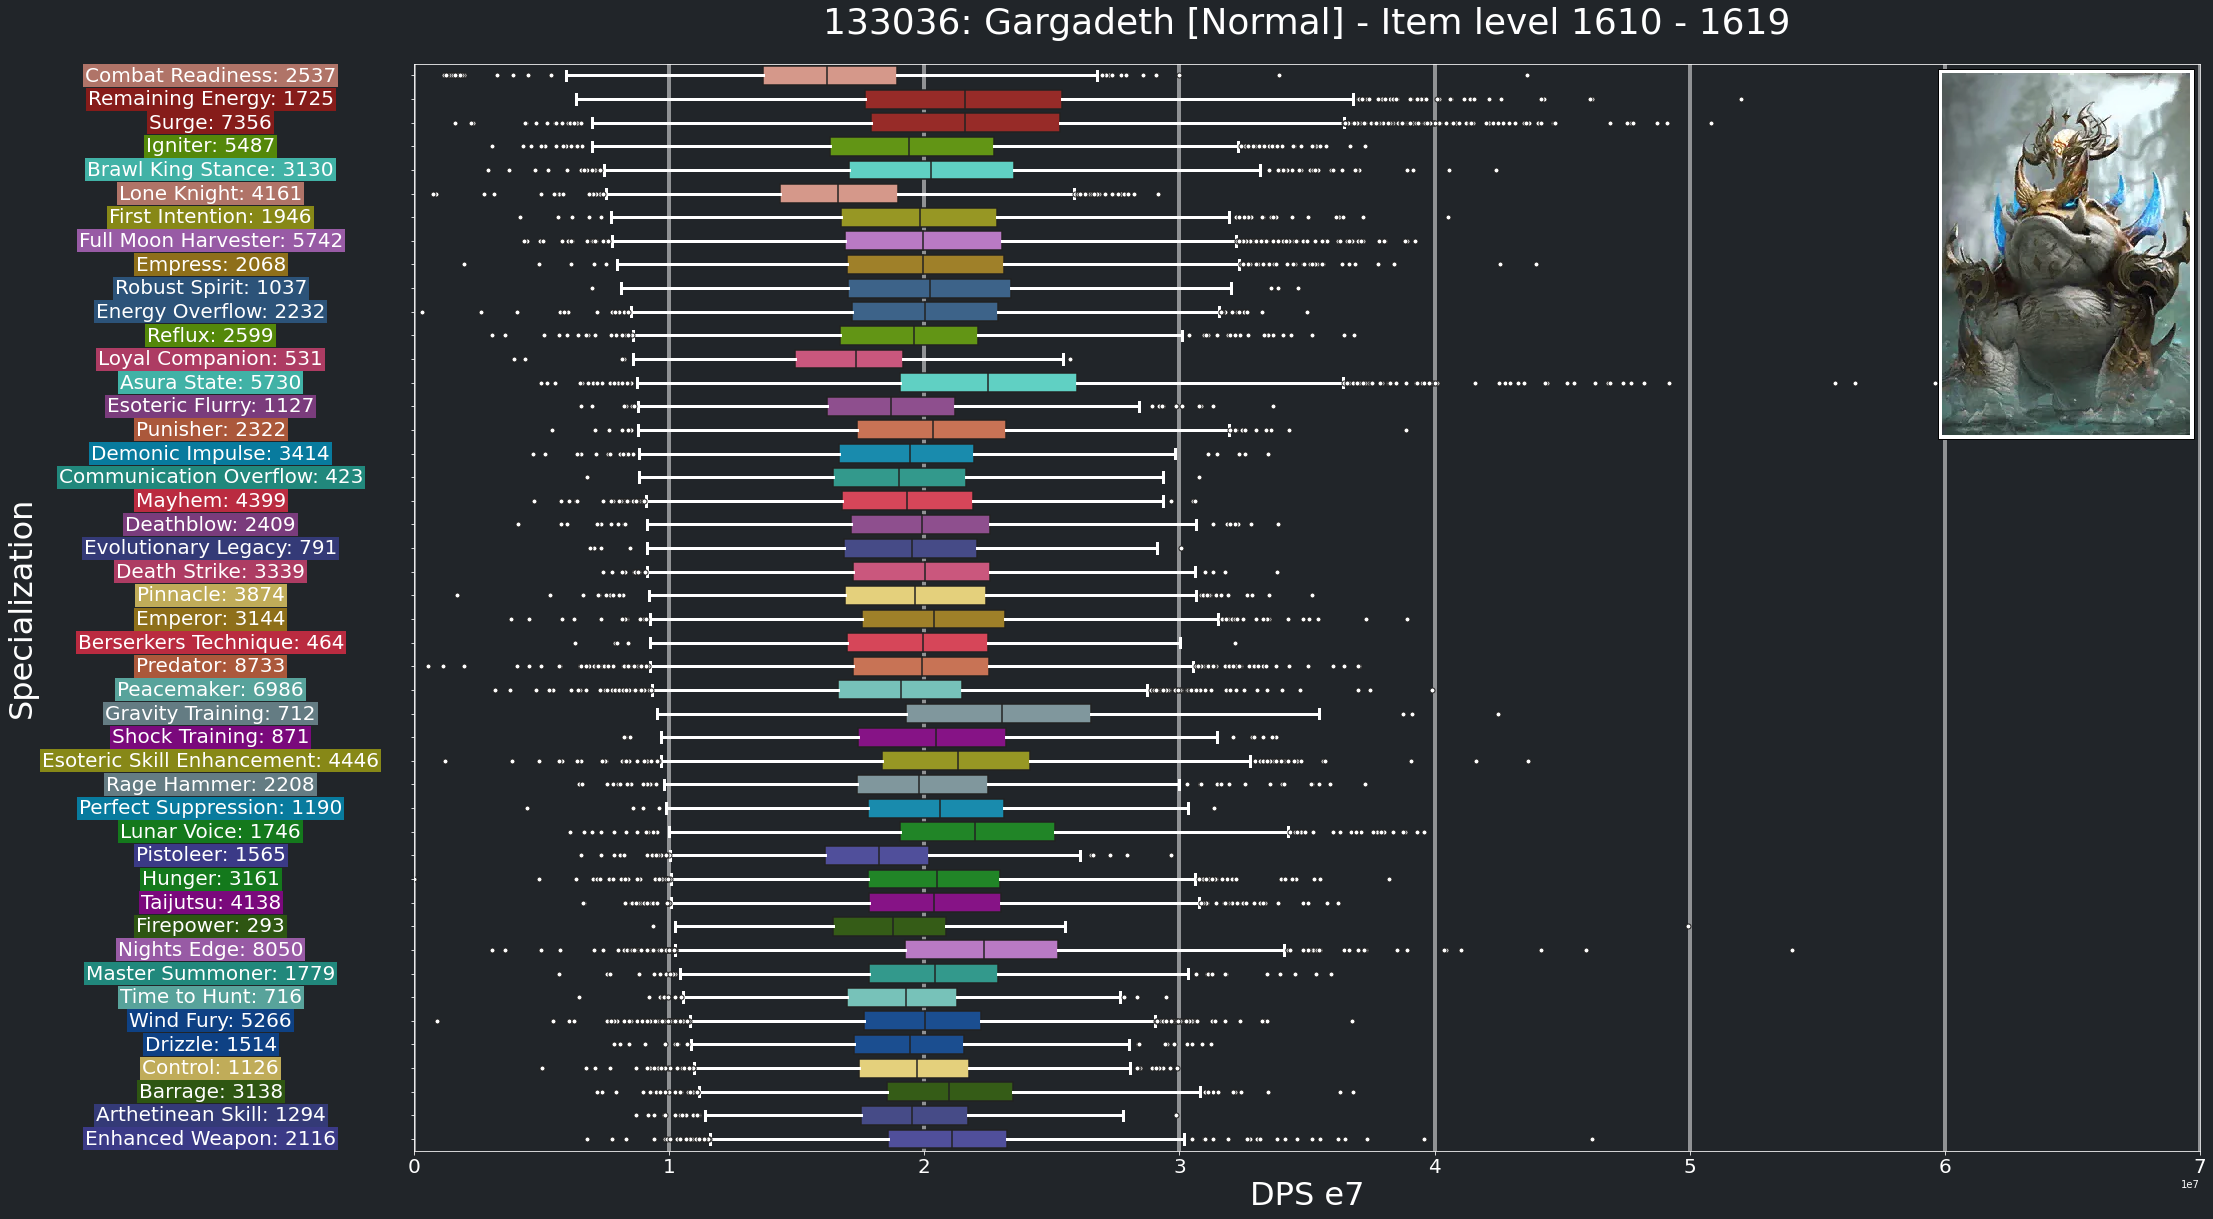 133036: Gargadeth [Normal] - Item level 1610 - 1619
Specialization
Combat Readiness: 2537
Remaining Energy: 1725
Surge: 7356
Igniter: 5487
Brawl King Stance: 3130
Lone Knight: 4161
First Intention: 1946
Full Moon Harvester: 5742
Empress: 2068
Robust Spirit: 1037
Energy Overflow: 2232
Reflux: 2599
Loyal Companion: 531
Asura State: 5730
Esoteric Flurry: 1127
Punisher: 2322
Demonic Impulse: 3414
Communication Overflow: 423
Mayhem: 4399
Deathblow: 2409
Evolutionary Legacy: 791
Death Strike: 3339
Pinnacle: 3874
Emperor: 3144
Berserkers Technique: 464
Predator: 8733
Peacemaker: 6986
Gravity Training: 712
Shock Training: 871
Esoteric Skill Enhancement: 4446
Rage Hammer: 2208
Perfect Suppression: 1190
Lunar Voice: 1746
Pistoleer: 1565
Hunger: 3161
Taijutsu: 4138
Firepower: 293
Nights Edge: 8050
Master Summoner: 1779
Time to Hunt: 716
Wind Fury: 5266
Drizzle: 1514
Control: 1126
Barrage: 3138
Arthetinean Skill: 1294
Enhanced Weapon: 2116
0 1 2 3 4 5 6 7
1e7
DPS e7